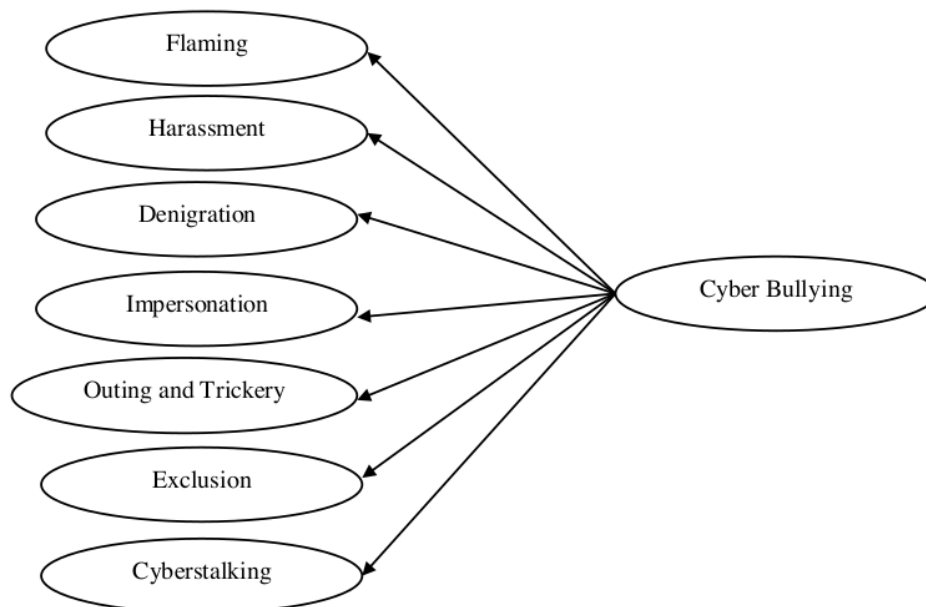 Flaming
Harassment
Denigration
Impersonation
Outing and Trickery
Exclusion
Cyberstalking
Cyber Bullying